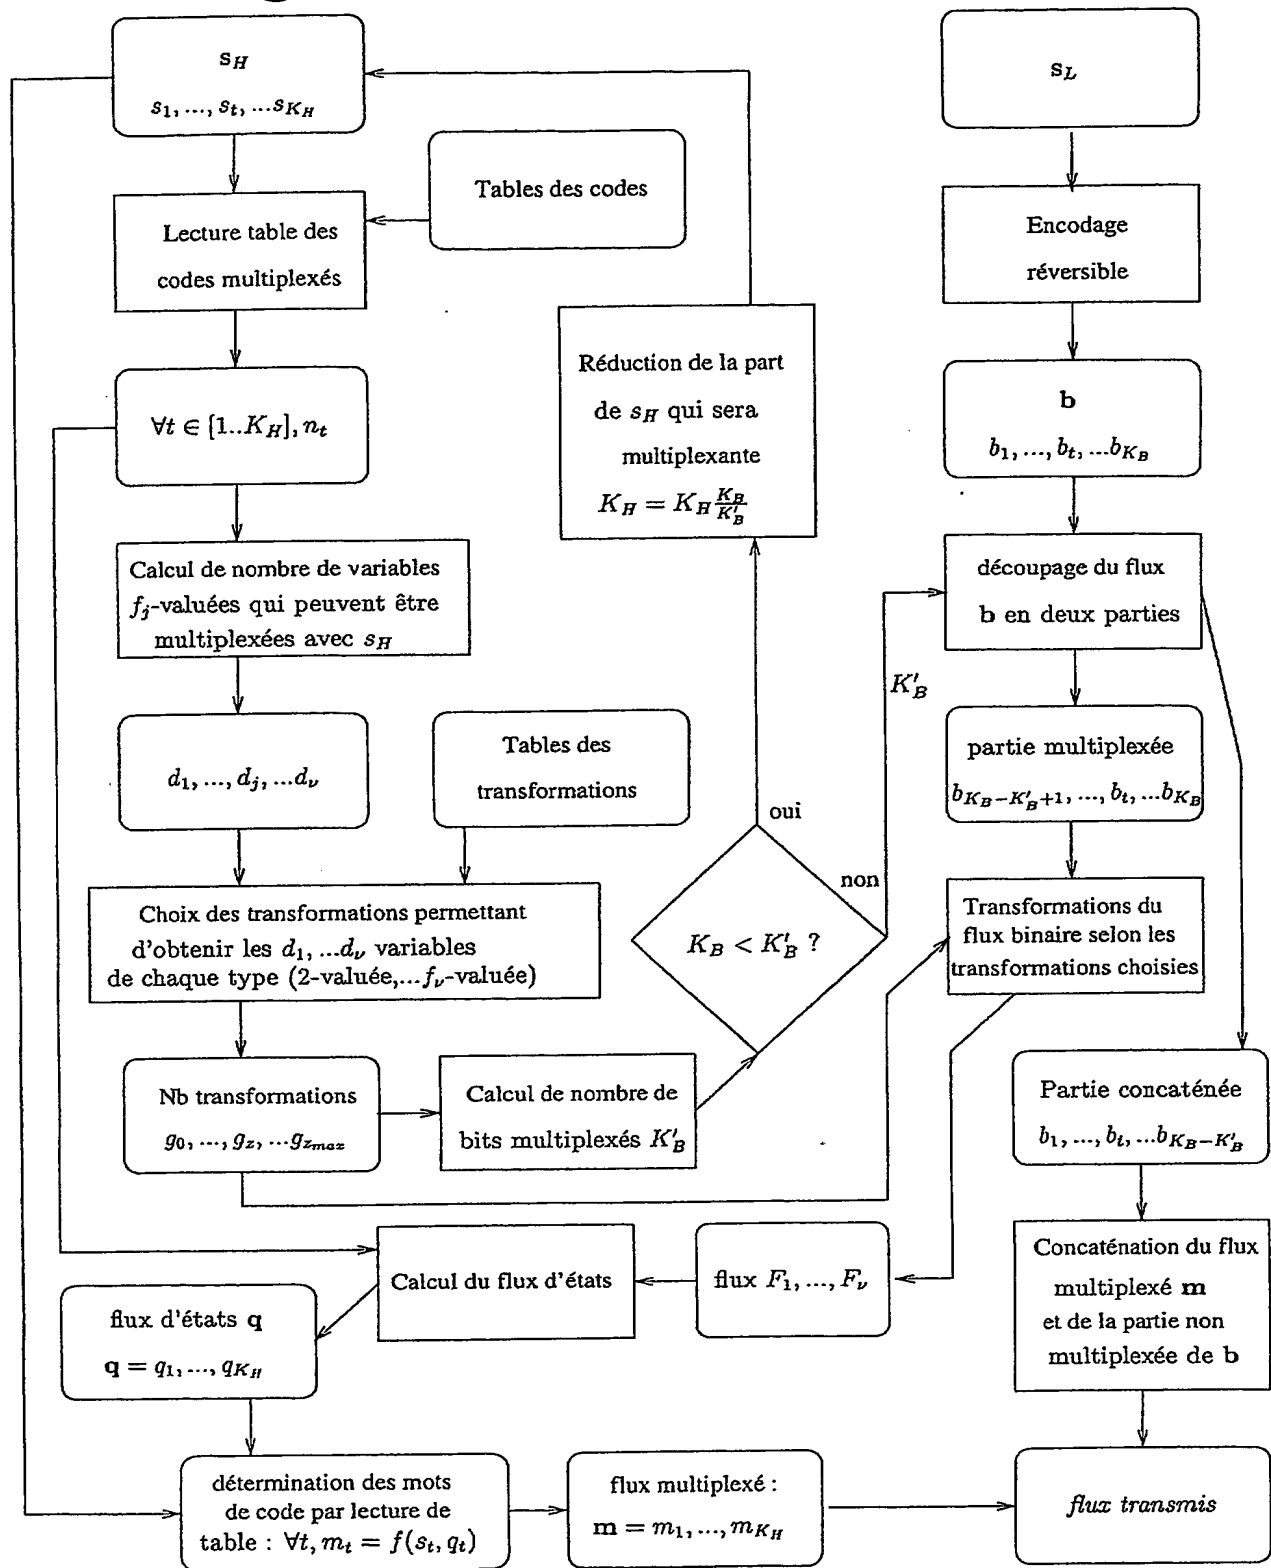 s_H
s_1, ..., s_t, ...s_{K_H}
s_L
Tables des codes
Lecture table des
codes multiplexés
Encodage
réversible
∀t ∈ [1..K_H], n_t
Réduction de la part
de s_H qui sera
multiplexante
K_H = K_H \frac{K_B}{K'_B}
b
b_1, ..., b_t, ...b_{K_B}
Calcul de nombre de variables
f_j-valuées qui peuvent être
multiplexées avec s_H
découpage du flux
b en deux parties
K'_B
d_1, ..., d_j, ...d_ν
Tables des
transformations
partie multiplexée
b_{K_B-K'_B+1}, ..., b_t, ...b_{K_B}
oui
non
K_B < K'_B ?
Choix des transformations permettant
d'obtenir les d_1, ...d_ν variables
de chaque type (2-valuée,...f_ν-valuée)
Transformations du
flux binaire selon les
transformations choisies
Nb transformations
g_0, ..., g_z, ...g_{z_{max}}
Calcul de nombre de
bits multiplexés K'_B
Partie concaténée
b_1, ..., b_t, ...b_{K_B-K'_B}
Calcul du flux d'états
flux F_1, ..., F_ν
Concaténation du flux
multiplexé m
et de la partie non
multiplexée de b
flux d'états q
q = q_1, ..., q_{K_H}
détermination des mots
de code par lecture de
table : ∀t, m_t = f(s_t, q_t)
flux multiplexé :
m = m_1, ..., m_{K_H}
flux transmis